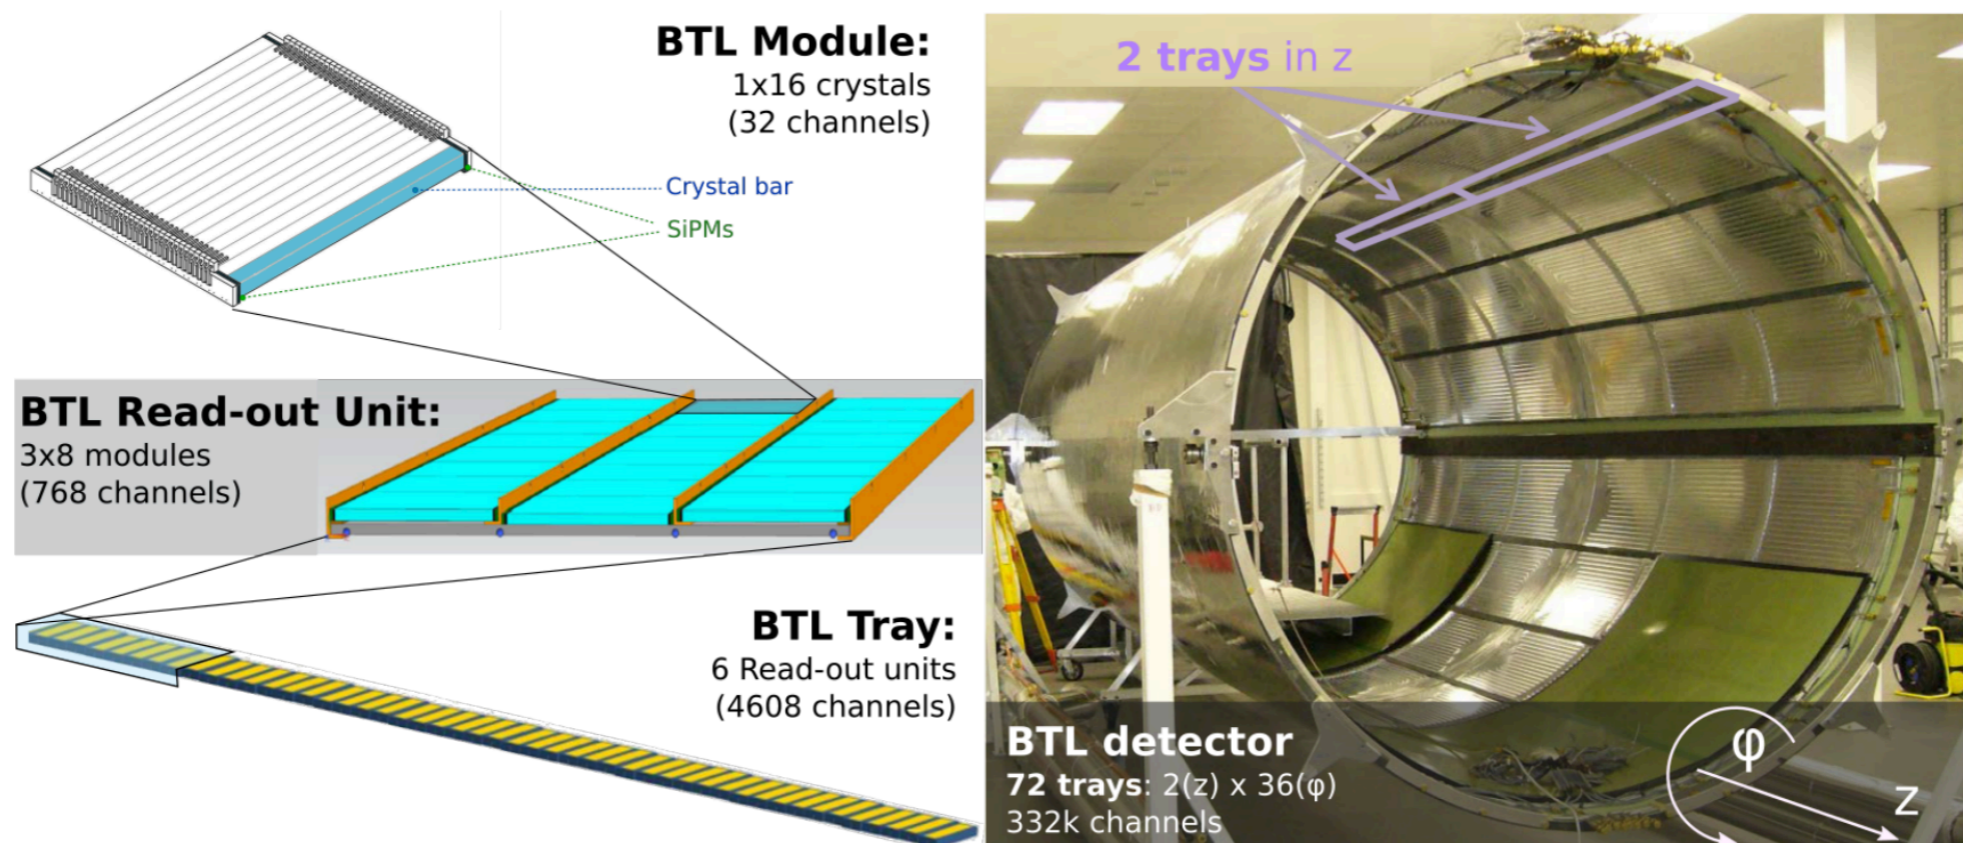 BTL Module:
1x16 crystals
(32 channels)
Crystal bar
SiPMs
BTL Read-out Unit:
3x8 modules
(768 channels)
BTL Tray:
6 Read-out units
(4608 channels)
2 trays in z
BTL detector
72 trays: 2(z) x 36(φ)
332k channels
φ
z